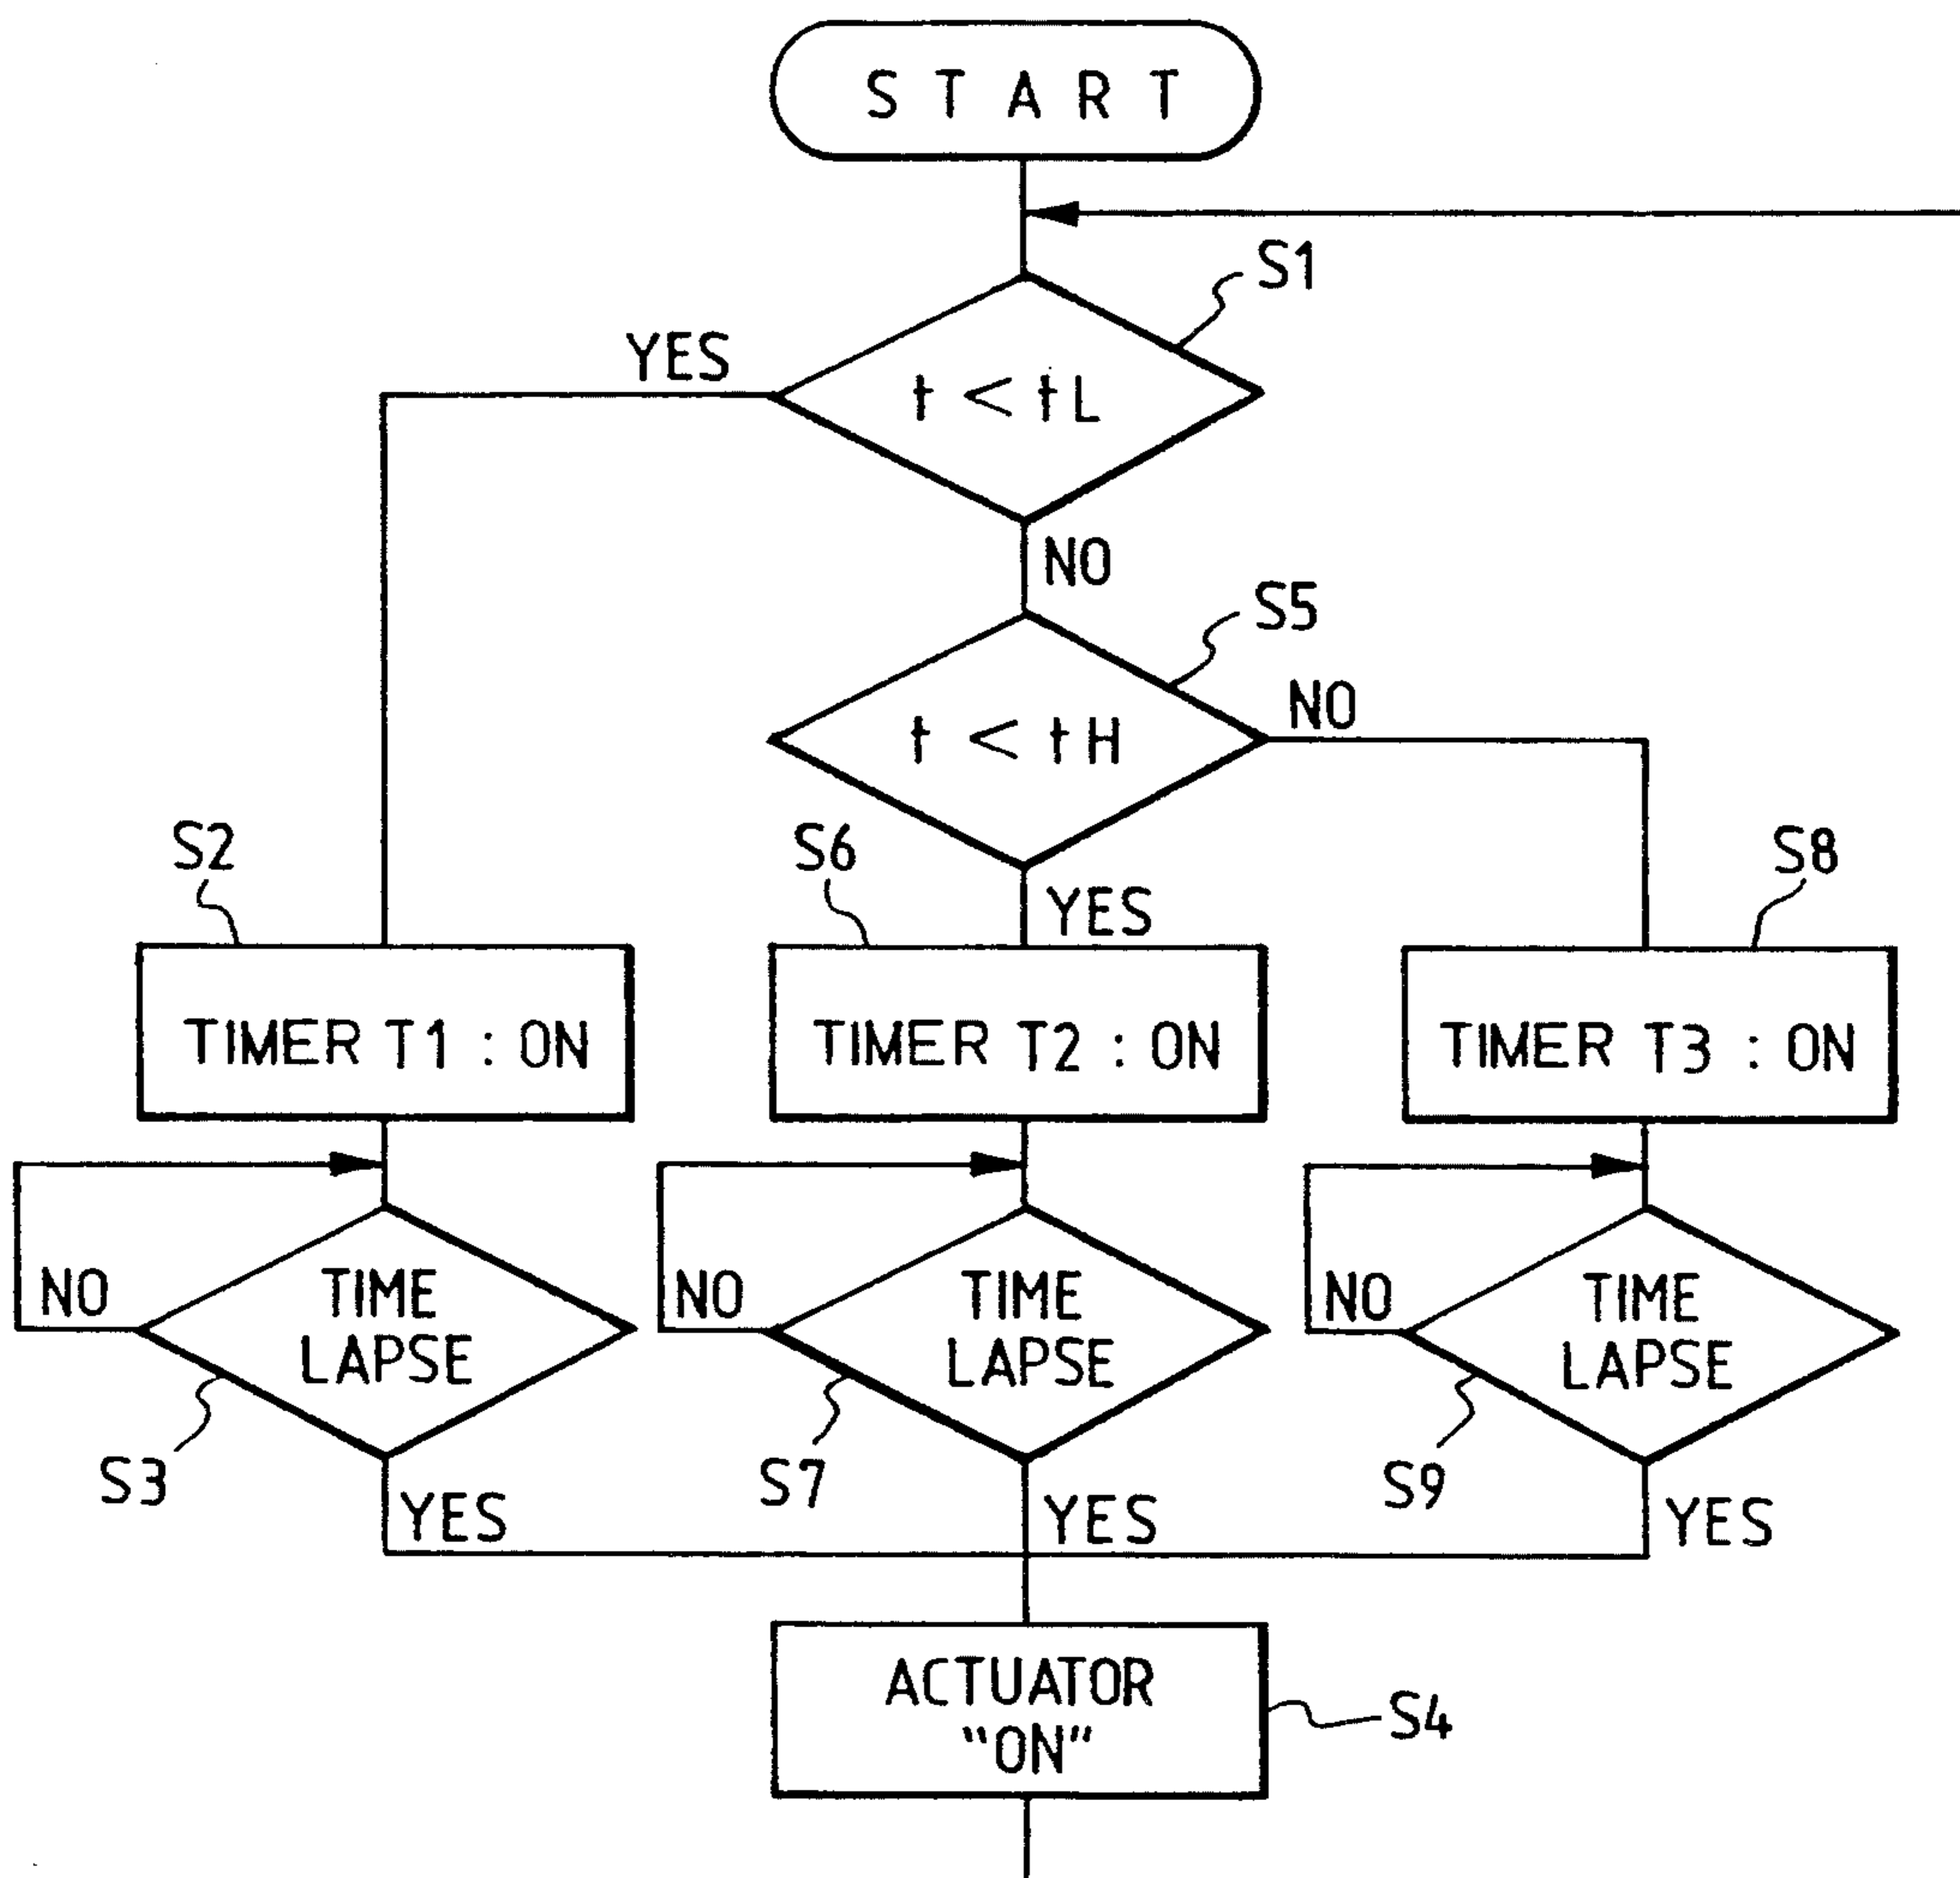 START
S1
YES
t < tL
NO
S5
t < tH
NO
S2
S6
S8
YES
TIMER T1 : ON
TIMER T2 : ON
TIMER T3 : ON
NO
TIME
LAPSE
NO
TIME
LAPSE
NO
TIME
LAPSE
S3
S7
S9
YES
YES
YES
ACTUATOR
"ON"
S4